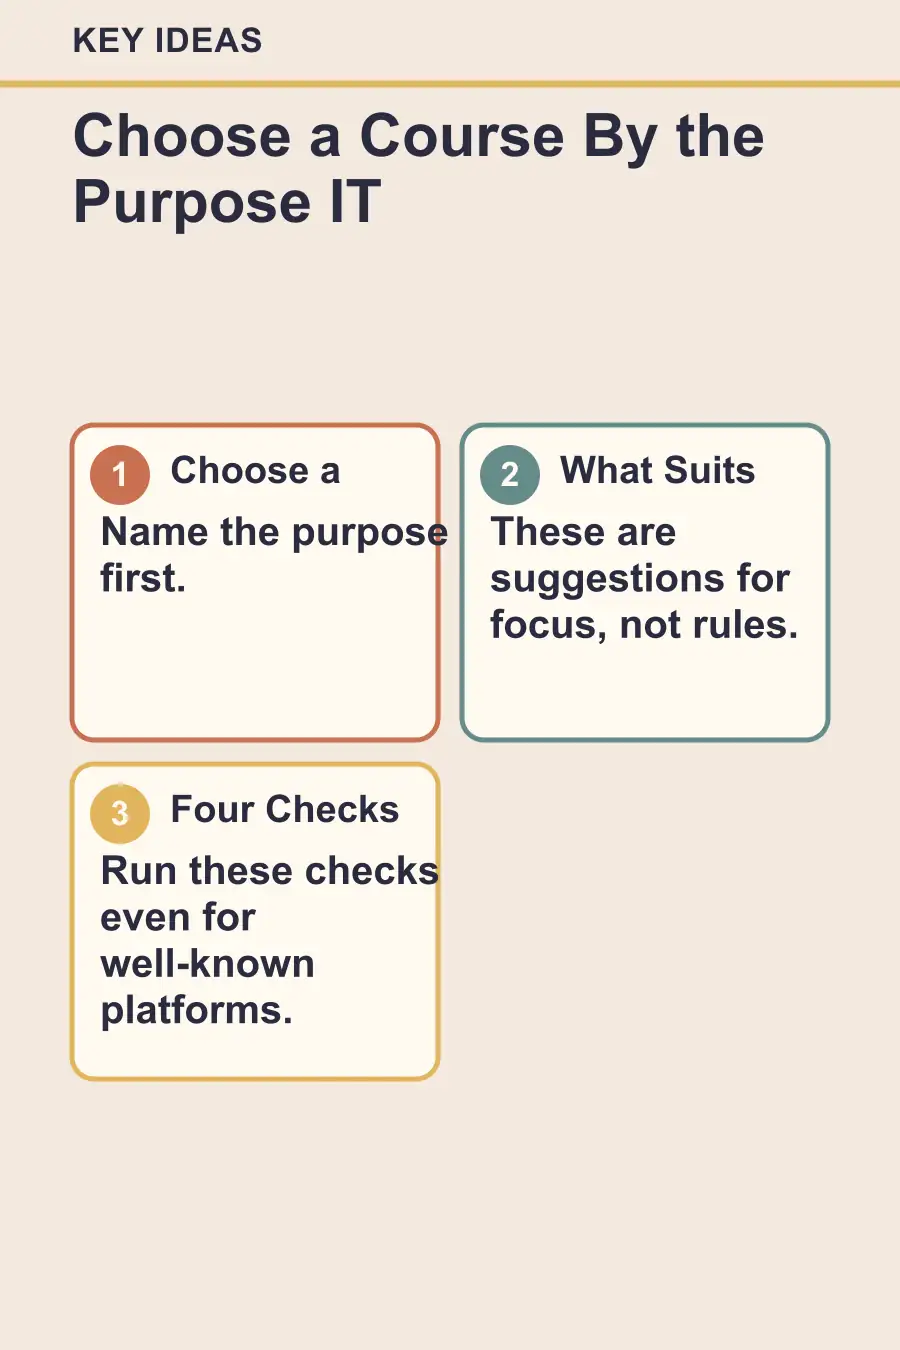 KEY IDEAS
Choose a Course By the
Purpose IT
1 Choose a
Name the purpose
first.
2 What Suits
These are
suggestions for
focus, not rules.
3 Four Checks
Run these checks
even for
well-known
platforms.